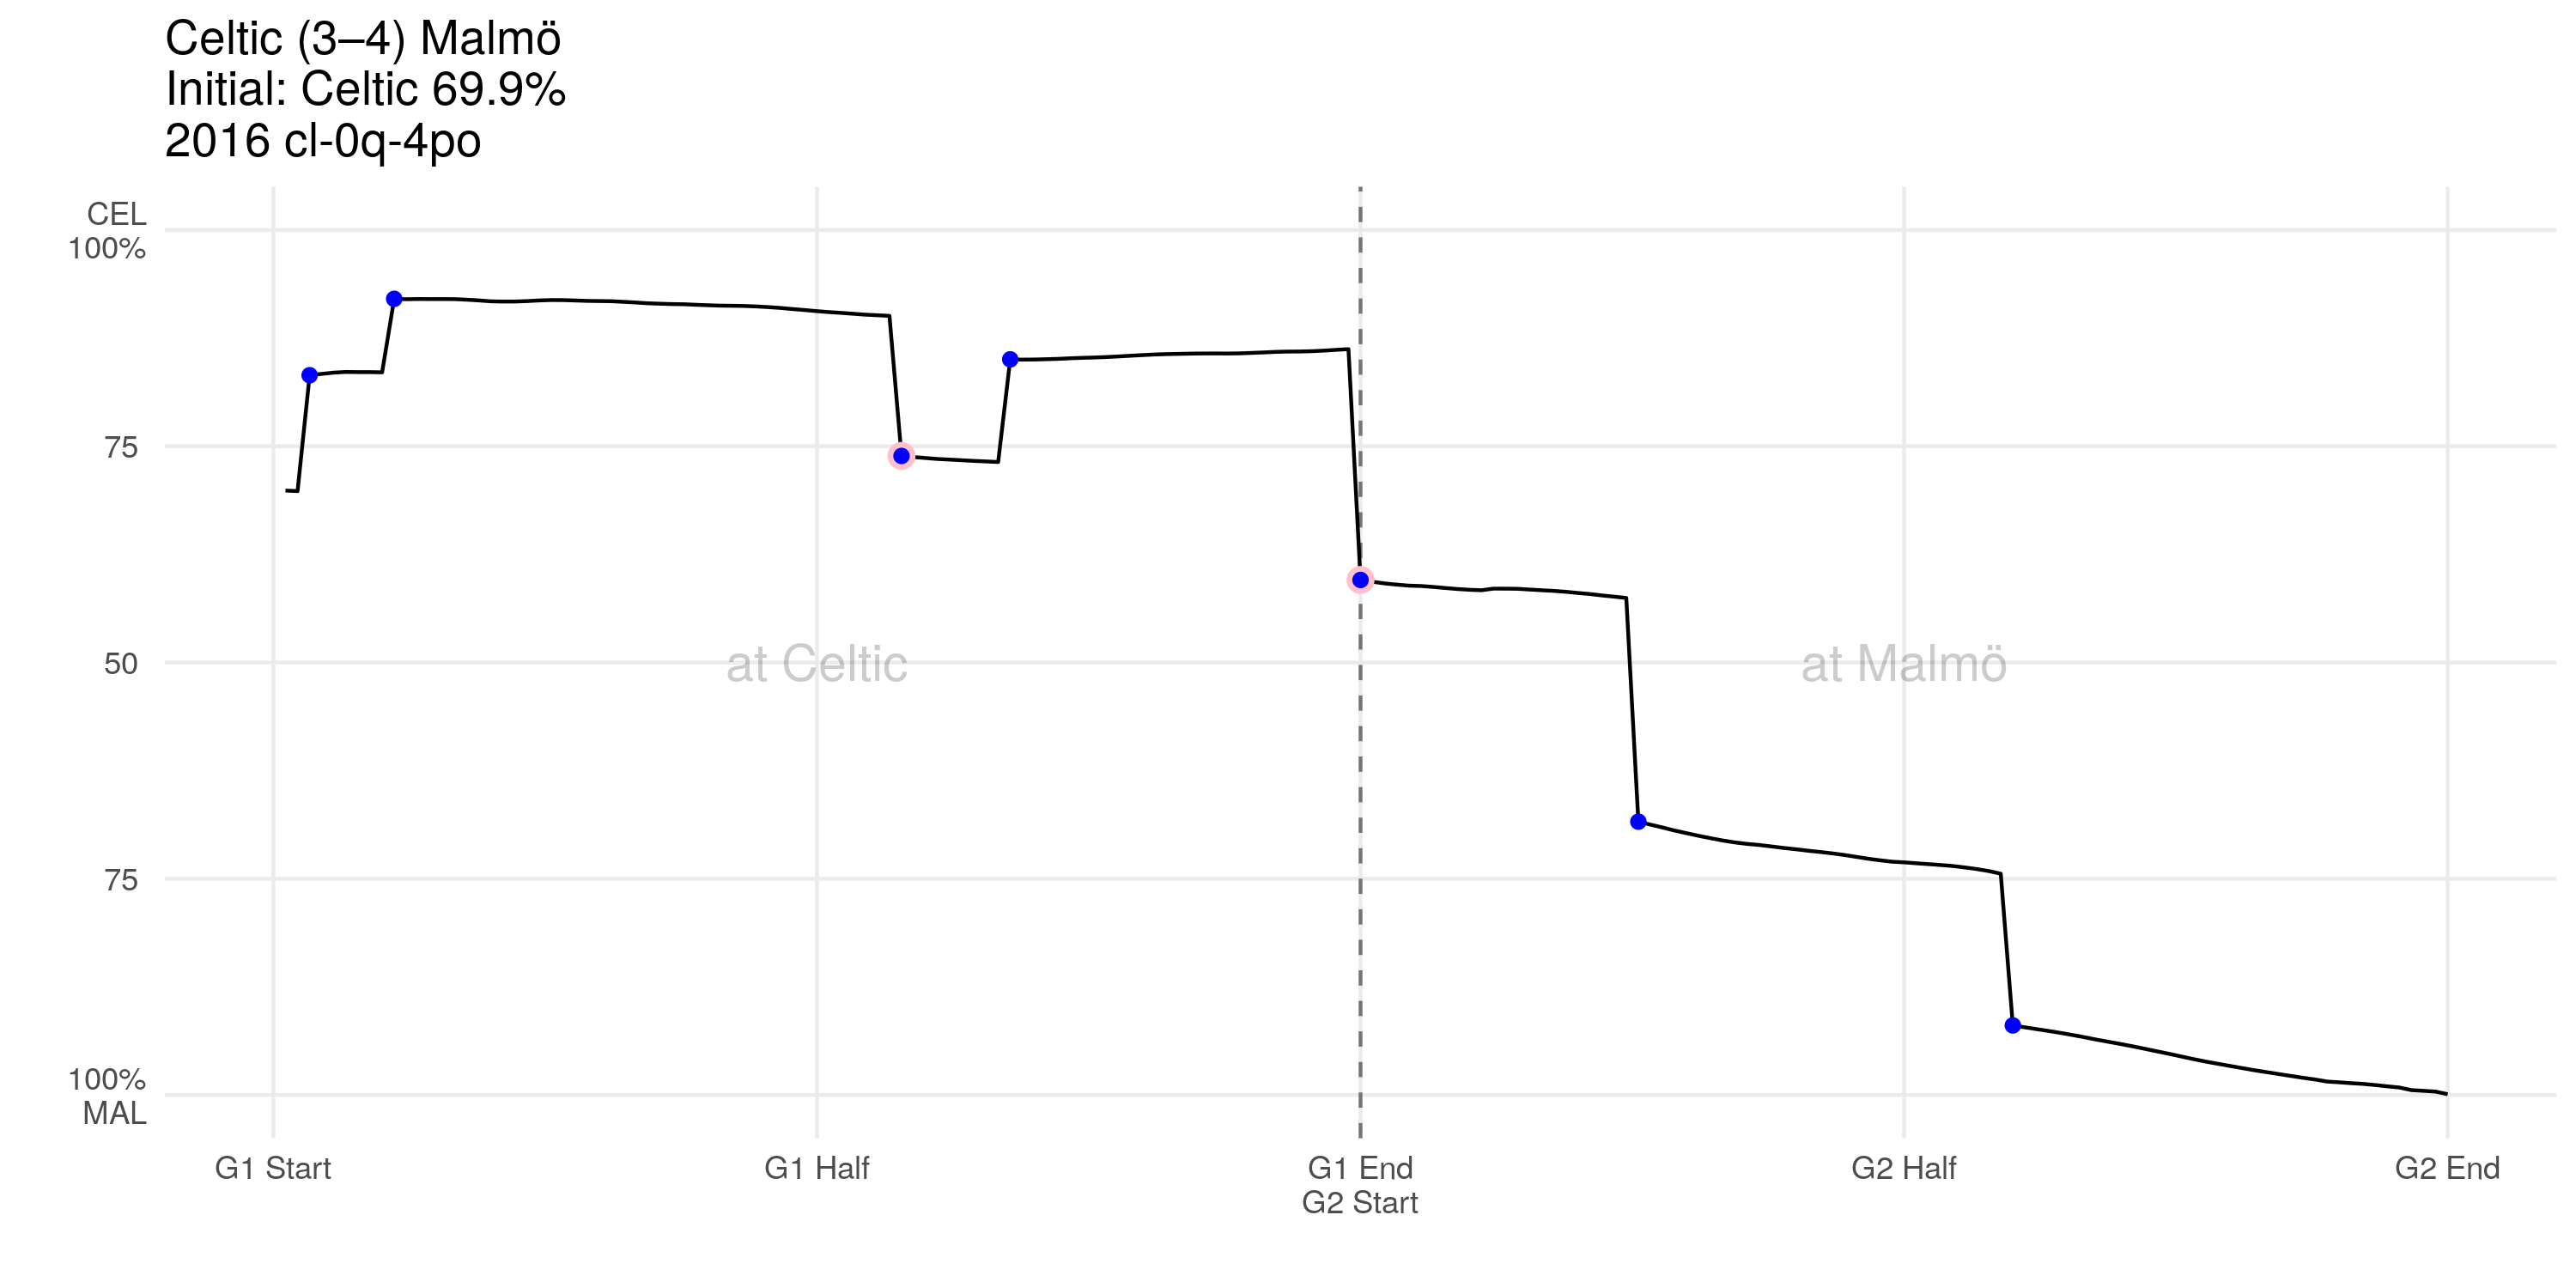 Celtic (3–4) Malmö
Initial: Celtic 69.9%
2016 cl-0q-4po
CEL
100%
75
50
75
100%
MAL
at Celtic
at Malmö
G1 Start
G1 Half
G1 End
G2 Start
G2 Half
G2 End